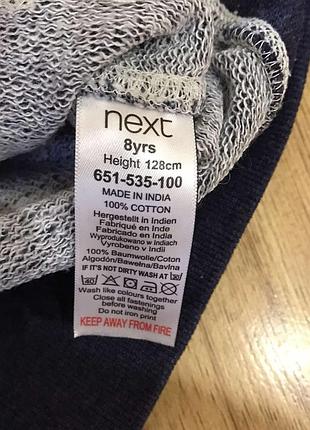 next
8yrs
Height 128cm
651-535-100
MADE IN INDIA
100% COTTON
Hergestellt in Indien
Fabriqué en Inde
Fabricado en India
Wyprodukowano w Indiach
Vyrobeno v Indii
100% Baumwolle/Coton
Algodón/Bawełna/Bavlna
IF IT'S NOT DIRTY WASH AT 30
40
Wash like colours together
Close all fastenings
before washing
Do not iron print
KEEP AWAY FROM FIRE